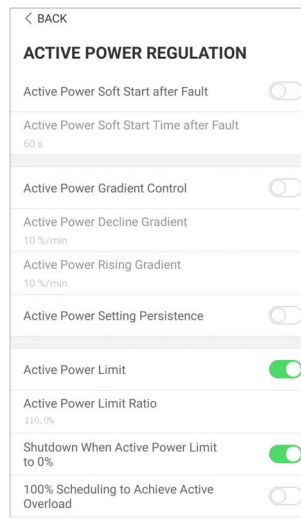 < BACK
ACTIVE POWER REGULATION
Active Power Soft Start after Fault
Active Power Soft Start Time after Fault
60 s
Active Power Gradient Control
Active Power Decline Gradient
10 %/min
Active Power Rising Gradient
10 %/min
Active Power Setting Persistence
Active Power Limit
Active Power Limit Ratio
110.0%
Shutdown When Active Power Limit
to 0%
100% Scheduling to Achieve Active
Overload